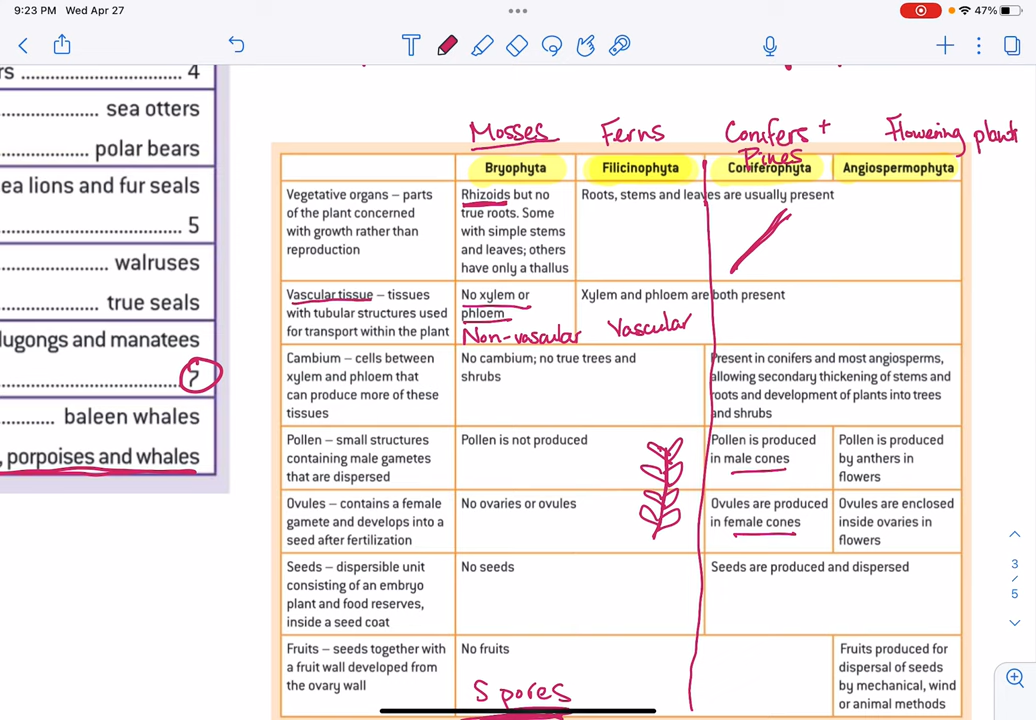 9:23 PM Wed Apr 27
47%
rs ........................... 4
sea otters
polar bears
ea lions and fur seals
5
walruses
true seals
lugongs and manatees
?
baleen whales
, porpoises and whales
Mosses Ferns Conifers + Flowering plants
Pines
Bryophyta Filicinophyta Coniferophyta Angiospermophyta
Vegetative organs – parts
of the plant concerned
with growth rather than
reproduction
Rhizoids but no
true roots. Some
with simple stems
and leaves; others
have only a thallus
Roots, stems and leaves are usually present
Vascular tissue – tissues
with tubular structures used
for transport within the plant
No xylem or
phloem
Non-vascular
Xylem and phloem are both present
Vascular
Cambium – cells between
xylem and phloem that
can produce more of these
tissues
No cambium; no true trees and
shrubs
Present in conifers and most angiosperms,
allowing secondary thickening of stems and
roots and development of plants into trees
and shrubs
Pollen – small structures
containing male gametes
that are dispersed
Pollen is not produced
Pollen is produced
in male cones
Pollen is produced
by anthers in
flowers
Ovules – contains a female
gamete and develops into a
seed after fertilization
No ovaries or ovules
Ovules are produced
in female cones
Ovules are enclosed
inside ovaries in
flowers
Seeds – dispersible unit
consisting of an embryo
plant and food reserves,
inside a seed coat
No seeds
Seeds are produced and dispersed
Fruits – seeds together with
a fruit wall developed from
the ovary wall
No fruits
Spores
Fruits produced for
dispersal of seeds
by mechanical, wind
or animal methods
3
/
5